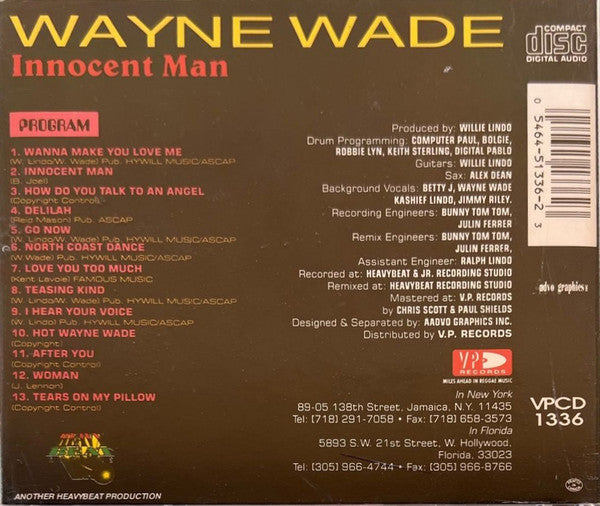 WAYNE WADE
Innocent Man
COMPACT
disc
DIGITAL AUDIO
PROGRAM
1. WANNA MAKE YOU LOVE ME
(W. Lindo/W. Wade) Pub. HYWILL MUSIC/ASCAP
2. INNOCENT MAN
(B. Joel)
3. HOW DO YOU TALK TO AN ANGEL
(Copyright Control)
4. DELILAH
(Reid Mason) Pub. ASCAP
5. GO NOW
(W. Lindo/W. Wade) Pub. HYWILL MUSIC/ASCAP
6. NORTH COAST DANCE
(W. Wade) Pub. HYWILL MUSIC/ASCAP
7. LOVE YOU TOO MUCH
(Kent Lavoie) FAMOUS MUSIC
8. TEASING KIND
(W. Lindo/W. Wade) Pub. HYWILL MUSIC/ASCAP
9. I HEAR YOUR VOICE
(W. Lindo) Pub. HYWILL MUSIC/ASCAP
10. HOT WAYNE WADE
(Copyright)
11. AFTER YOU
(Copyright Control)
12. WOMAN
(J. Lennon)
13. TEARS ON MY PILLOW
(Copyright Control)
HEAVY
BEAT
ANOTHER HEAVYBEAT PRODUCTION
Produced by: WILLIE LINDO
Drum Programming: COMPUTER PAUL, BOLGIE,
ROBBIE LYN, KEITH STERLING, DIGITAL PABLO
Guitars: WILLIE LINDO
Sax: ALEX DEAN
Background Vocals: BETTY J, WAYNE WADE
KASHIEF LINDO, JIMMY RILEY.
Recording Engineers: BUNNY TOM TOM,
JULIN FERRER
Remix Engineers: BUNNY TOM TOM,
JULIN FERRER,
Assistant Engineer: RALPH LINDO
Recorded at: HEAVYBEAT & JR. RECORDING STUDIO
Remixed at: HEAVYBEAT RECORDING STUDIO
Mastered at: V.P. RECORDS
by CHRIS SCOTT & PAUL SHIELDS
Designed & Separated by: AADVO GRAPHICS INC.
Distributed by V.P. RECORDS
VP
RECORDS
MILES AHEAD IN REGGAE MUSIC
In New York
89-05 138th Street, Jamaica, N.Y. 11435
Tel: (718) 291-7058 • Fax: (718) 658-3573
In Florida
5893 S.W. 21st Street, W. Hollywood,
Florida, 33023
Tel: (305) 966-4744 • Fax: (305) 966-8766
0 5464-51336-2 3
advo graphics
VPCD
1336